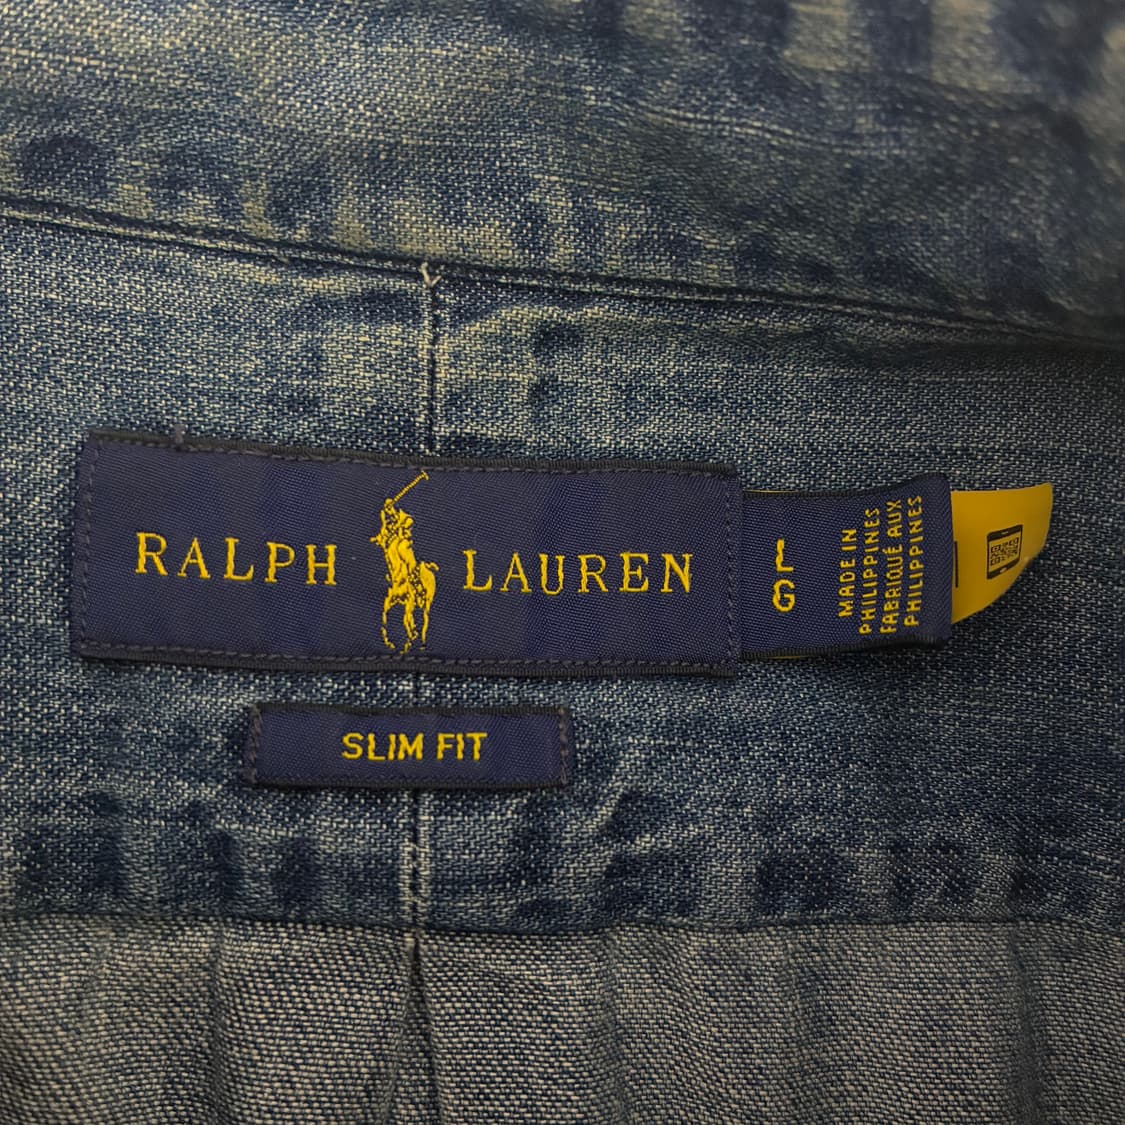 RALPH LAUREN
L
G
MADE IN
PHILIPPINES
FABRIQUÉ AUX
PHILIPPINES
SLIM FIT